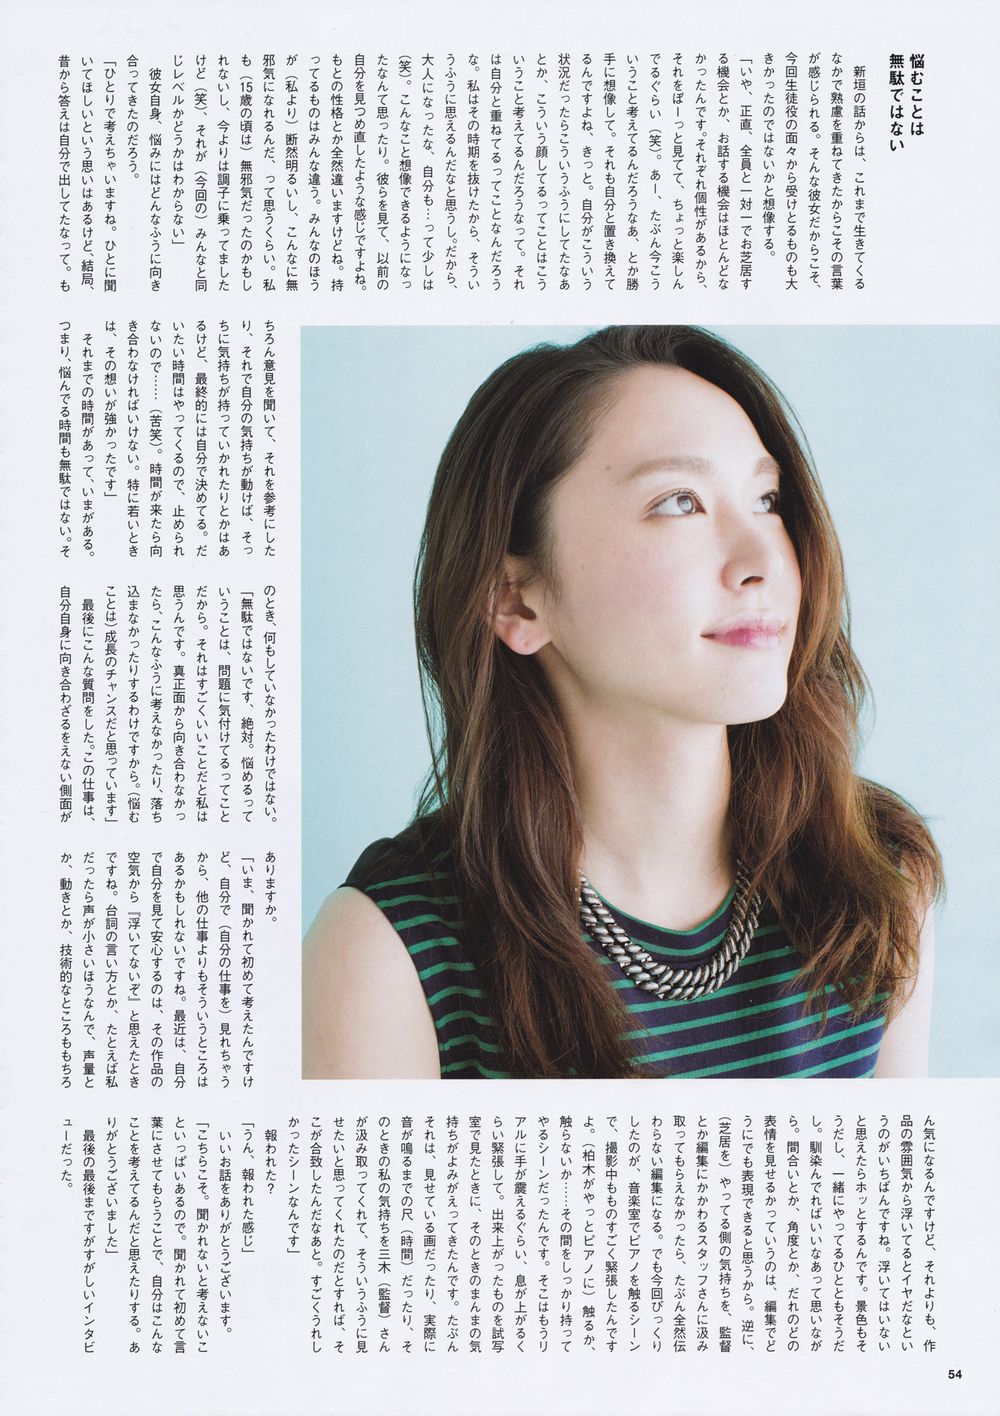 悩むことは
無駄ではない
　新垣の話からは、これまで生きてくる
なかで熟慮を重ねてきたからこその言葉
が感じられる。そんな彼女だからこそ、
今回生徒役の面々から受けとるものも大
きかったのではないかと想像する。
「いや、正直、全員と一対一でお芝居す
る機会とか、お話する機会はほとんどな
かったんです。それぞれ個性があるから、
それをぽーっと見てて、ちょっと楽しん
でるぐらい（笑）。あー、たぶん今こう
いうこと考えてるんだろうなあ、とか勝
手に想像して。それも自分と置き換えて
るんですよね、きっと。自分がこういう
状況だったらこういうふうにしてたなあ
とか、こういう顔してるってことはこう
いうこと考えてるんだろうなって。それ
は自分と重ねてるってことなんだろう
な。私はその時期を抜けたから、そうい
うふうに思えるんだなと思うし。だから、
大人になったな、自分も…って少しは
（笑）。こんなこと想像できるようになっ
たなんて思ったり。彼らを見て、以前の
自分を見つめ直したような感じですよね。
もとの性格とか全然違いますけどね。持
ってるものはみんな違う。みんなのほう
が（私より）断然明るいし、こんなに無
邪気になれるんだ、って思うくらい。私
も（15歳の頃は）無邪気だったのかもし
れないし、今よりは調子に乗ってました
けど（笑）、それが（今回の）みんなと同
じレベルかどうかはわからない」
　彼女自身、悩みにはどんなふうに向き
合ってきたのだろう。
「ひとりで考えちゃいますね。ひとに聞
いてほしいという思いはあるけど、結局、
昔から答えは自分で出してたなって。も
ちろん意見を聞いて、それを参考にした
り、それで自分の気持ちが動けば、そっ
ちに気持ちが持っていかれたりとかはあ
るけど、最終的には自分で決めてる。だ
いたい時間はやってくるので、止められ
ないので……（苦笑）。時間が来たら向
き合わなければいけない。特に若いとき
は、その想いが強かったです」
　それまでの時間があって、いまがある。
つまり、悩んでる時間も無駄ではない。そ
のとき、何もしていなかったわけではない。
「無駄ではないです、絶対。悩めるって
いうことは、問題に気付けてるってこと
だから。それはすごくいいことだと私は
思うんです。真正面から向き合わなかっ
たら、こんなふうに考えなかったり、落ち
込まなかったりするわけですから。（悩む
ことは）成長のチャンスだと思っています」
　最後にこんな質問をした。この仕事は、
自分自身に向き合わざるをえない側面が
ありますか。
「いま、聞かれて初めて考えたんですけ
ど、自分で（自分の仕事を）見れちゃう
から、他の仕事よりもそういうところは
あるかもしれないですね。最近は、自分
で自分を見て安心するのは、その作品の
空気から『浮いてないぞ』と思えたとき
ですね。台詞の言い方とか、たとえば私
だったら声が小さいほうなんで、声量と
か、動きとか、技術的なところももちろ
ん気になるんですけど、それよりも、作
品の雰囲気から浮いてるとイヤだなとい
うのがいちばんですね。浮いてはいない
と思えたらホッとするんです。景色もそ
うだし、一緒にやってるひとともそうだ
し。馴染んでればいいなあって思いなが
ら。間合いとか、角度とか、だれのどの
表情を見せるかっていうのは、編集でど
うにでも表現できると思うから。逆に、
（芝居を）やってる側の気持ちを、監督
とか編集にかかわるスタッフさんに汲み
取ってもらえなかったら、たぶん全然伝
わらない編集になる。でも今回びっくり
したのが、音楽室でピアノを触るシーン
で、撮影中もものすごく緊張したんです
よ。（柏木がやっとピアノに）触るか、
触らないか……その間をしっかり持って
やるシーンだったんです。そこはもうリ
アルに手が震えるぐらい、息が上がるく
らい緊張して。出来上がったものを試写
室で見たときに、そのときのまんまの気
持ちがよみがえってきたんです。たぶん
それは、見せている画だったり、実際に
音が鳴るまでの尺（時間）だったり、そ
のときの私の気持ちを三木（監督）さん
が汲み取ってくれて、そういうふうに見
せたいと思ってくれたのだとすれば、そ
こが合致したんだなあと。すごくうれし
かったシーンなんです」
　報われた？
「うん、報われた感じ」
　いいお話をありがとうございます。
「こちらこそ。聞かれないと考えないこ
といっぱいあるので。聞かれて初めて言
葉にさせてもらうことで、自分はこんな
ことを考えてるんだと思えたりする。あ
りがとうございました」
　最後の最後まですがすがしいインタビ
ューだった。
54